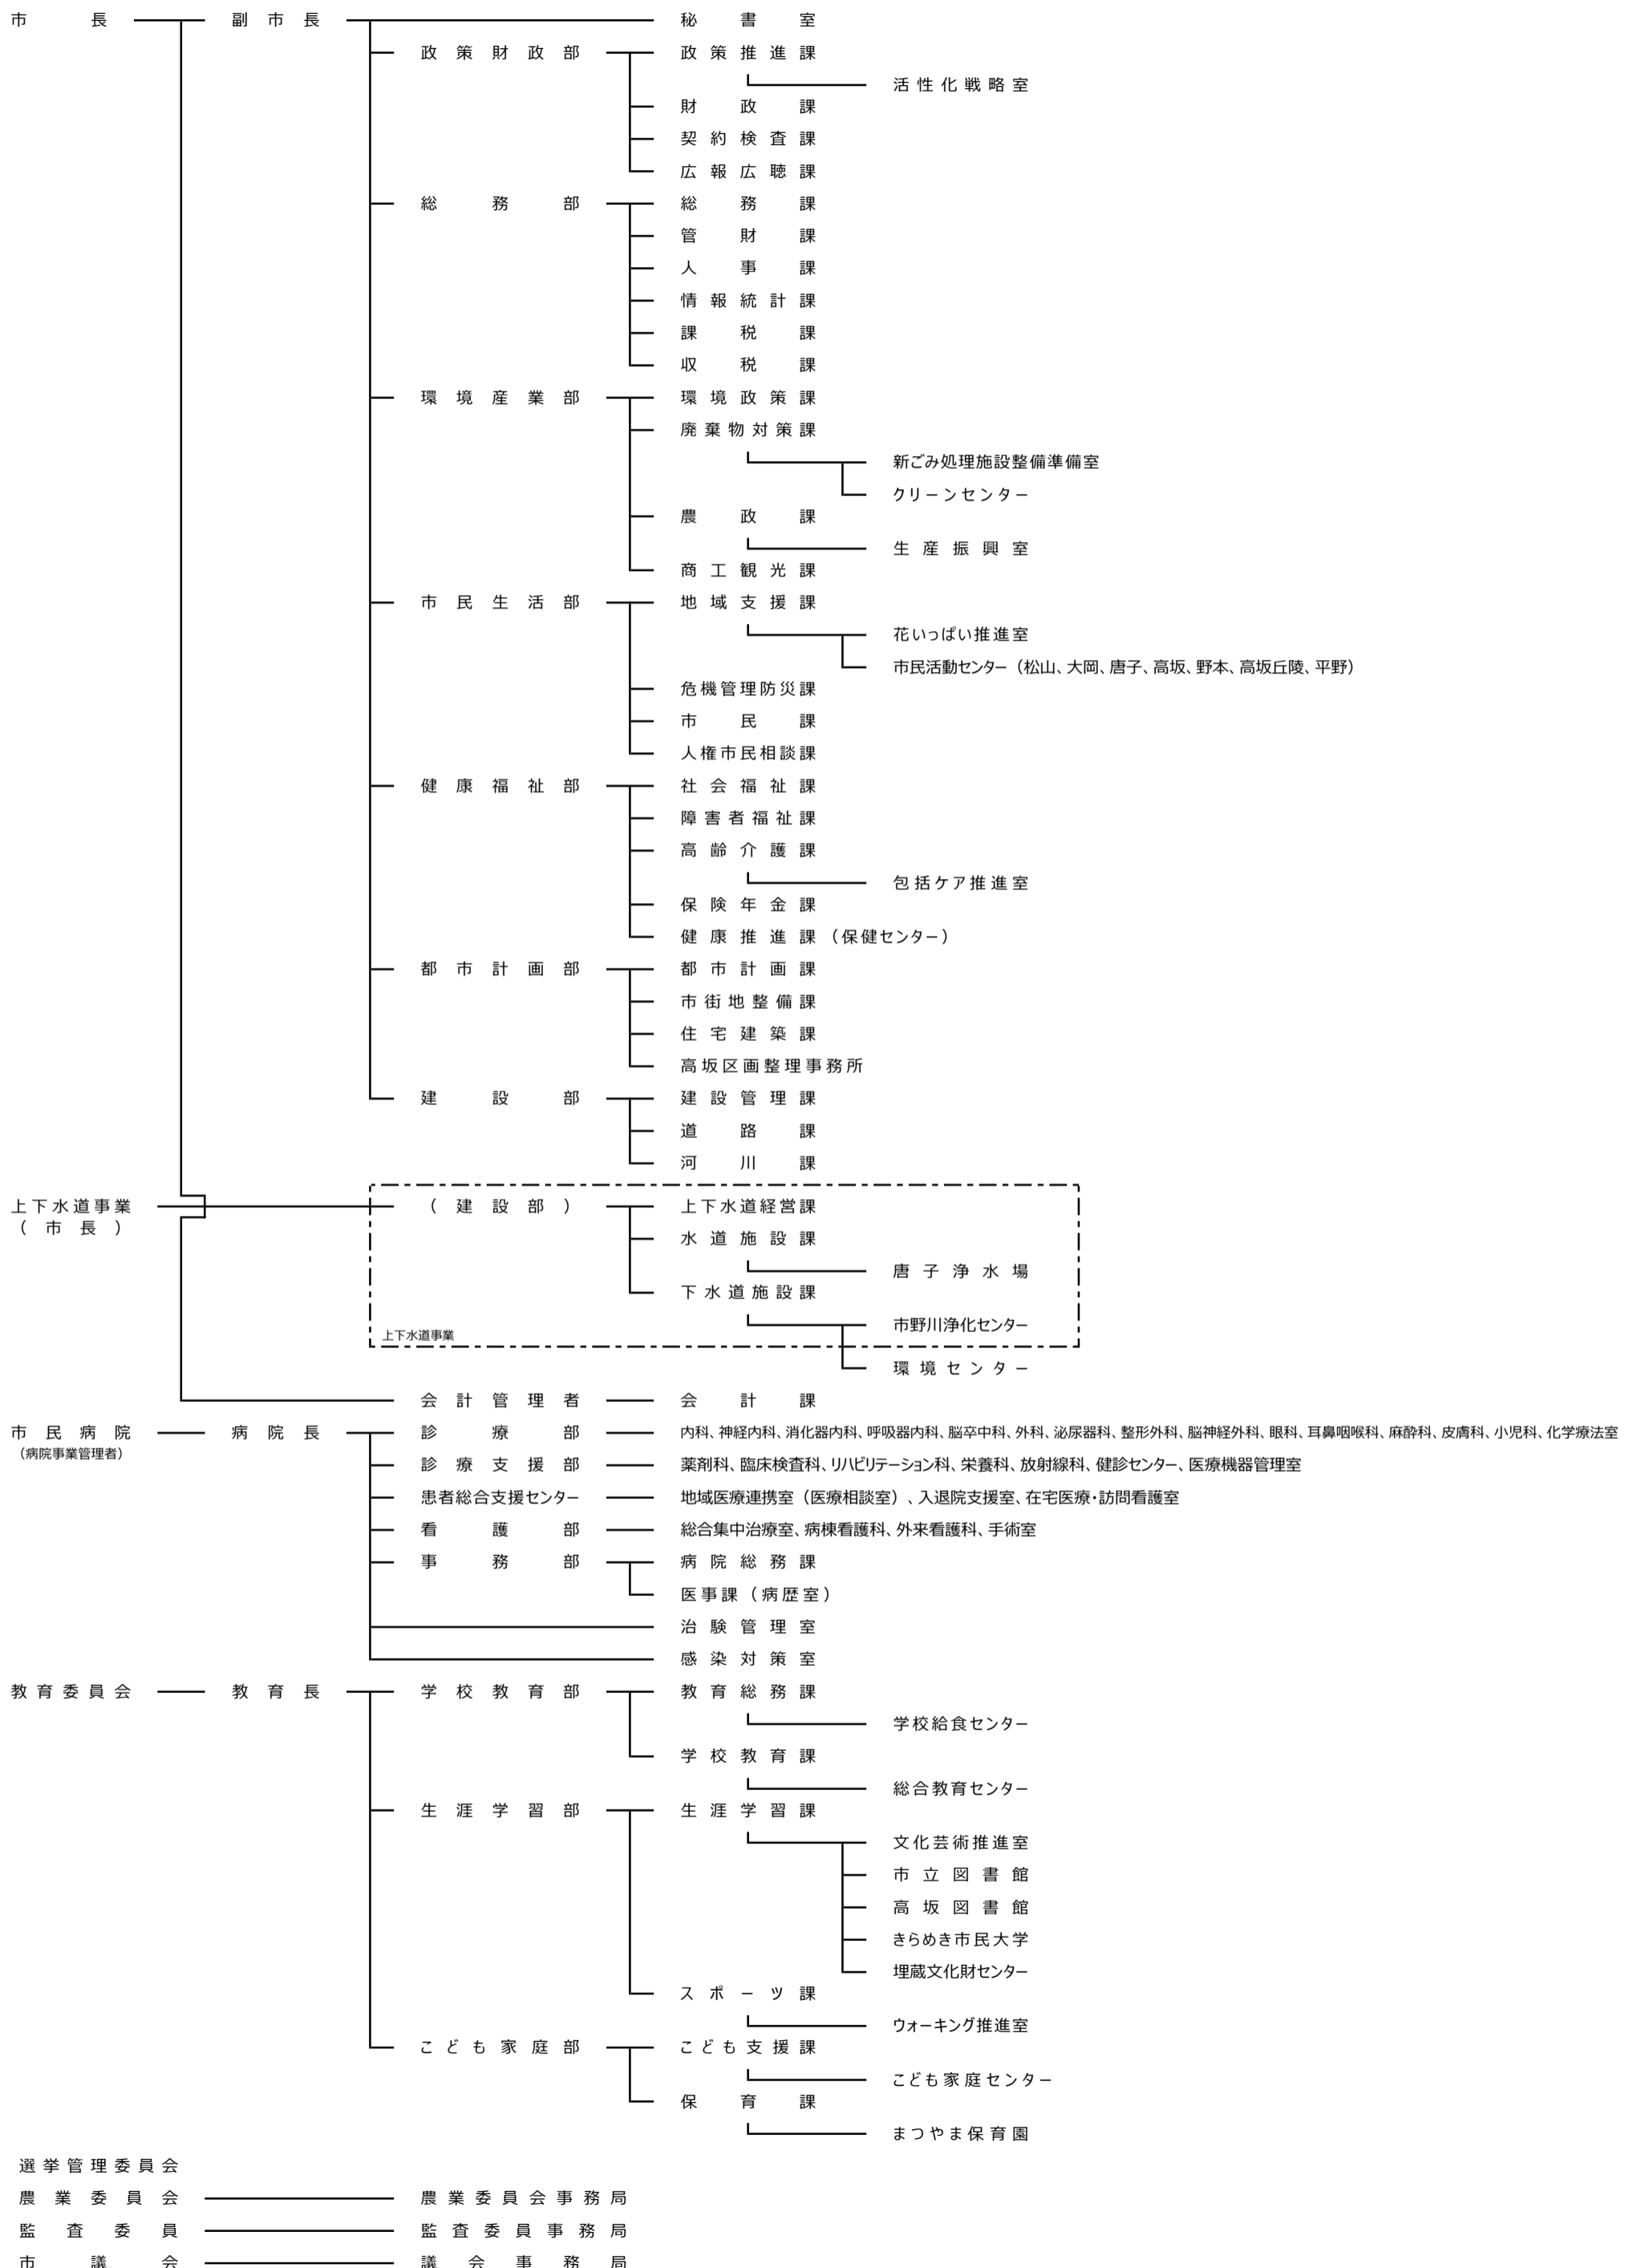 市長 副市長 秘書室
政策財政部 政策推進課
活性化戦略室
財政課
契約検査課
広報広聴課
総務部 総務課
管財課
人事課
情報統計課
課税課
収税課
環境産業部 環境政策課
廃棄物対策課
新ごみ処理施設整備準備室
クリーンセンター
農政課
生産振興室
商工観光課
市民生活部 地域支援課
花いっぱい推進室
市民活動センター（松山、大岡、唐子、高坂、野本、高坂丘陵、平野）
危機管理防災課
市民課
人権市民相談課
健康福祉部 社会福祉課
障害者福祉課
高齢介護課
包括ケア推進室
保険年金課
健康推進課（保健センター）
都市計画部 都市計画課
市街地整備課
住宅建築課
高坂区画整理事務所
建設部 建設管理課
道路課
河川課
上下水道事業 （建設部） 上下水道経営課
（市長）
水道施設課
唐子浄水場
下水道施設課
市野川浄化センター
上下水道事業
環境センター
会計管理者 会計課
市民病院 病院長 診療部 内科、神経内科、消化器内科、呼吸器内科、脳卒中科、外科、泌尿器科、整形外科、脳神経外科、眼科、耳鼻咽喉科、麻酔科、皮膚科、小児科、化学療法室
（病院事業管理者）
診療支援部 薬剤科、臨床検査科、リハビリテーション科、栄養科、放射線科、健診センター、医療機器管理室
患者総合支援センター 地域医療連携室（医療相談室）、入退院支援室、在宅医療・訪問看護室
看護部 総合集中治療室、病棟看護科、外来看護科、手術室
事務部 病院総務課
医事課（病歴室）
治験管理室
感染対策室
教育委員会 教育長 学校教育部 教育総務課
学校給食センター
学校教育課
総合教育センター
生涯学習部 生涯学習課
文化芸術推進室
市立図書館
高坂図書館
きらめき市民大学
埋蔵文化財センター
スポーツ課
ウォーキング推進室
こども家庭部 こども支援課
こども家庭センター
保育課
まつやま保育園
選挙管理委員会
農業委員会 農業委員会事務局
監査委員 監査委員事務局
市議会 議会事務局